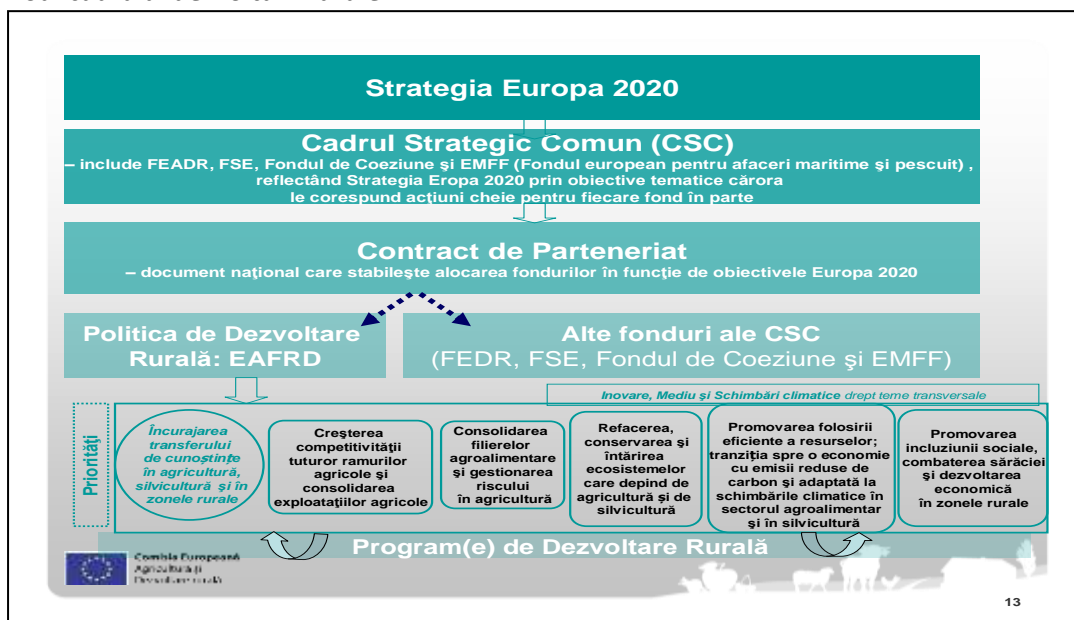 Strategia Europa 2020
Cadrul Strategic Comun (CSC)
– include FEADR, FSE, Fondul de Coeziune şi EMFF (Fondul european pentru afaceri maritime şi pescuit) ,
reflectând Strategia Eropa 2020 prin obiective tematice cărora
le corespund acţiuni cheie pentru fiecare fond în parte
Contract de Parteneriat
– document naţional care stabileşte alocarea fondurilor în funcţie de obiectivele Europa 2020
Politica de Dezvoltare
Rurală: EAFRD
Alte fonduri ale CSC
(FEDR, FSE, Fondul de Coeziune şi EMFF)
Inovare, Mediu şi Schimbări climatice drept teme transversale
Priorităţi
Încurajarea
transferului
de cunoştinţe
în agricultură,
silvicultură şi în
zonele rurale
Creşterea
competitivităţii
tuturor ramurilor
agricole şi
consolidarea
exploataţiilor agricole
Consolidarea
filierelor
agroalimentare
şi gestionarea
riscului
în agricultură
Refacerea,
conservarea şi
întărirea
ecosistemelor
care depind de
agricultură și de
silvicultură
Promovarea folosirii
eficiente a resurselor;
tranziţia spre o economie
cu emisii reduse de
carbon şi adaptată la
schimbările climatice în
sectorul agroalimentar
şi în silvicultură
Promovarea
incluziunii sociale,
combaterea sărăciei
şi dezvoltarea
economică
în zonele rurale
Program(e) de Dezvoltare Rurală
Agricultura şi
13